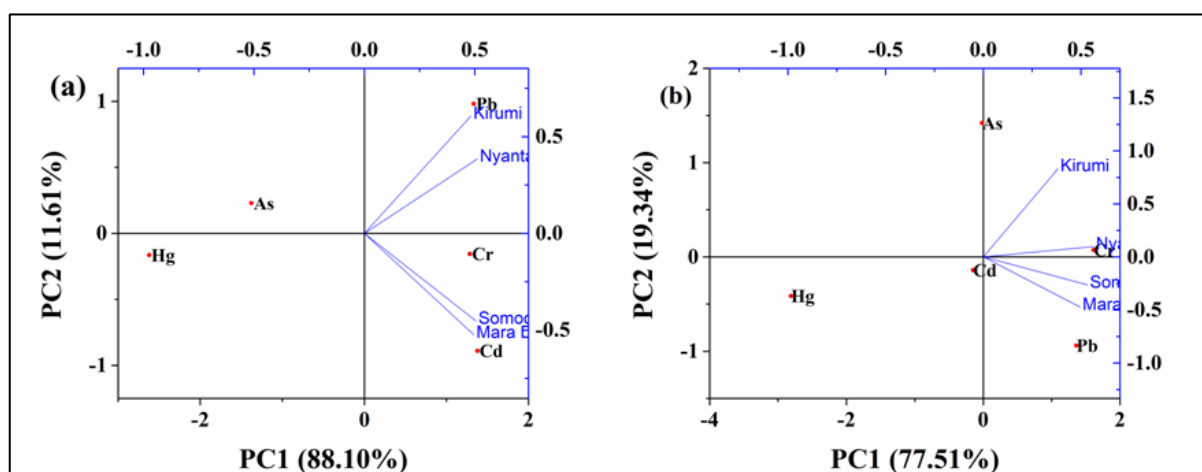 -1.0 -0.5 0.0 0.5
(a)
PC2 (11.61%)
1
0
-1
Pb
Kirumi
Nyanta
As
Hg
Cr
Somoc
Mara B
Cd
0.5
0.0
-0.5
-2 0 2
PC1 (88.10%)
-1.0 -0.5 0.0 0.5
(b)
PC2 (19.34%)
2
1
0
-1
As
Kirumi
Nya
Cr
Cd
Som
Mara
Hg
Pb
1.5
1.0
0.5
0.0
-0.5
-1.0
-4 -2 0 2
PC1 (77.51%)